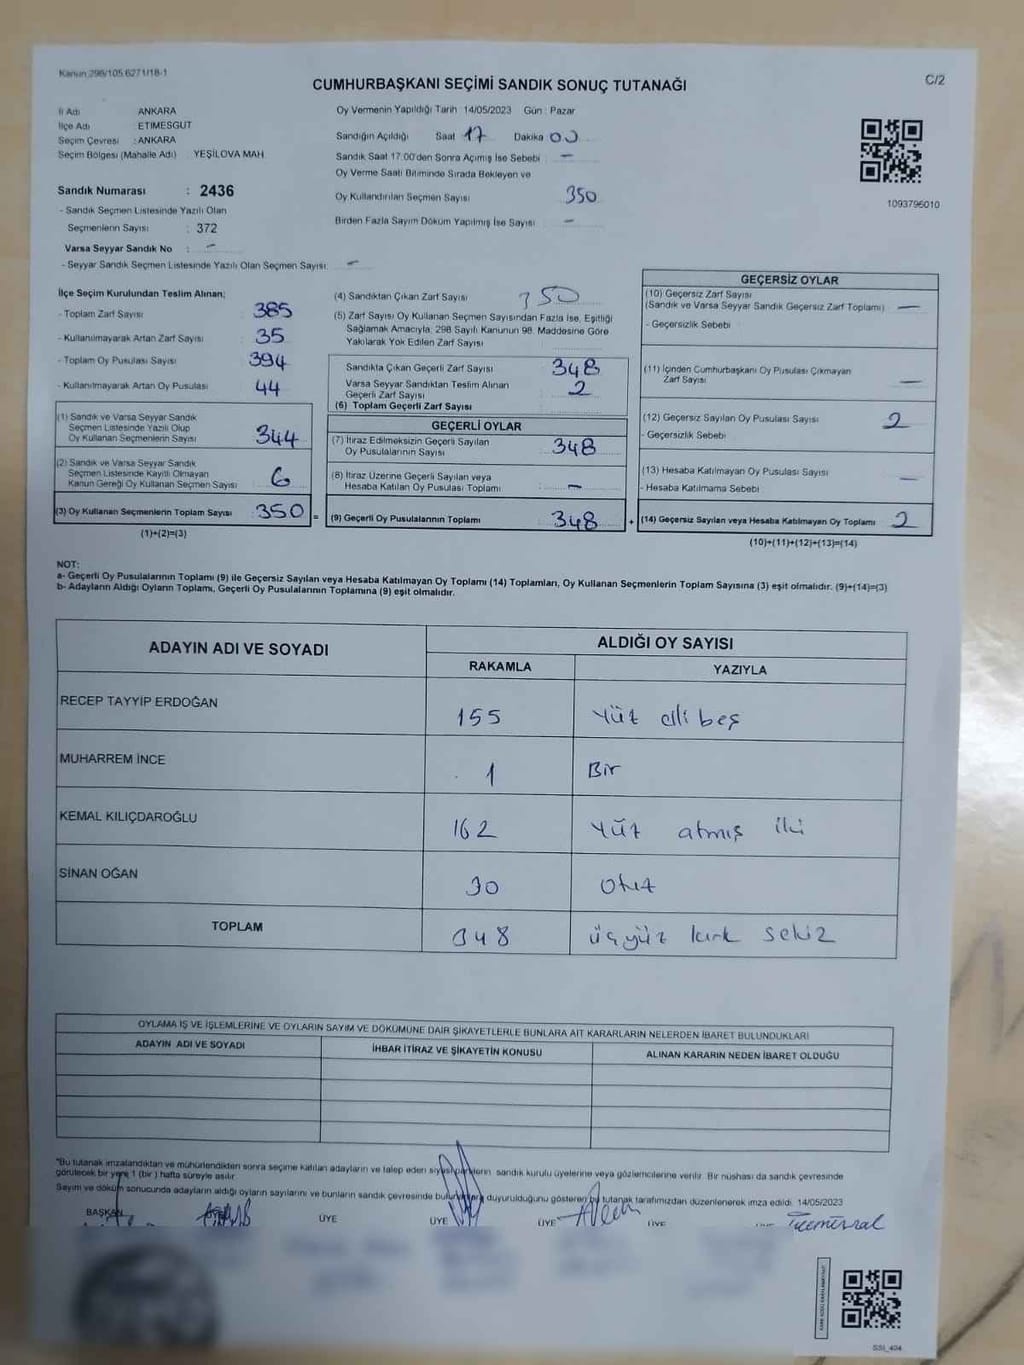 Kanun 298/105.6271/18-1
C/2
CUMHURBAŞKANI SEÇİMİ SANDIK SONUÇ TUTANAĞI
İl Adı ANKARA
İlçe Adı ETİMESGUT
Seçim Çevresi : ANKARA
Seçim Bölgesi (Mahalle Adı) YEŞİLOVA MAH
Sandık Numarası : 2436
- Sandık Seçmen Listesinde Yazılı Olan
Seçmenlerin Sayısı : 372
Varsa Seyyar Sandık No : -
- Seyyar Sandık Seçmen Listesinde Yazılı Olan Seçmen Sayısı: -
Oy Vermenin Yapıldığı Tarih 14/05/2023 Gün : Pazar
Sandığın Açıldığı Saat 17 Dakika 00
Sandık Saat 17.00'den Sonra Açımış İse Sebebi : -
Oy Verme Saati Bitiminde Sırada Bekleyen ve
Oy Kullandırılan Seçmen Sayısı 350
Birden Fazla Sayım Döküm Yapılmış İse Sayısı : -
1093796010
İlçe Seçim Kurulundan Teslim Alınan;
- Toplam Zarf Sayısı 385
- Kullanılmayarak Artan Zarf Sayısı : 35
- Toplam Oy Pusulası Sayısı 394
- Kullanılmayarak Artan Oy Pusulası 44
(1) Sandık ve Varsa Seyyar Sandık
Seçmen Listesinde Yazılı Olup
Oy Kullanan Seçmenlerin Sayısı 344
(2) Sandık ve Varsa Seyyar Sandık
Seçmen Listesinde Kayıtlı Olmayan
Kanun Gereği Oy Kullanan Seçmen Sayısı 6
(3) Oy Kullanan Seçmenlerin Toplam Sayısı 350 =
(1)+(2)=(3)
(4) Sandıktan Çıkan Zarf Sayısı 350
(5) Zarf Sayısı Oy Kullanan Seçmen Sayısından Fazla İse, Eşitliği
Sağlamak Amacıyla, 298 Sayılı Kanunun 98. Maddesine Göre
Yakılarak Yok Edilen Zarf Sayısı
Sandıkta Çıkan Geçerli Zarf Sayısı 348
Varsa Seyyar Sandıktan Teslim Alınan
Geçerli Zarf Sayısı 2
(6) Toplam Geçerli Zarf Sayısı
GEÇERLİ OYLAR
(7) İtiraz Edilmeksizin Geçerli Sayılan
Oy Pusulalarının Sayısı 348
(8) İtiraz Üzerine Geçerli Sayılan veya
Hesaba Katılan Oy Pusulası Toplamı -
(9) Geçerli Oy Pusulalarının Toplamı 348 +
GEÇERSİZ OYLAR
(10) Geçersiz Zarf Sayısı
(Sandık ve Varsa Seyyar Sandık Geçersiz Zarf Toplamı) -
- Geçersizlik Sebebi
(11) İçinden Cumhurbaşkanı Oy Pusulası Çıkmayan
Zarf Sayısı -
(12) Geçersiz Sayılan Oy Pusulası Sayısı 2
- Geçersizlik Sebebi :
(13) Hesaba Katılmayan Oy Pusulası Sayısı -
- Hesaba Katılmama Sebebi
(14) Geçersiz Sayılan veya Hesaba Katılmayan Oy Toplamı 2
(10)+(11)+(12)+(13)=(14)
NOT:
a- Geçerli Oy Pusulalarının Toplamı (9) ile Geçersiz Sayılan veya Hesaba Katılmayan Oy Toplamı (14) Toplamları, Oy Kullanan Seçmenlerin Toplam Sayısına (3) eşit olmalıdır. (9)+(14)=(3)
b- Adayların Aldığı Oyların Toplamı, Geçerli Oy Pusulalarının Toplamına (9) eşit olmalıdır.
ADAYIN ADI VE SOYADI ALDIĞI OY SAYISI
RAKAMLA YAZIYLA
RECEP TAYYİP ERDOĞAN 155 Yüz elli beş
MUHARREM İNCE 1 Bir
KEMAL KILIÇDAROĞLU 162 Yüz atmış iki
SİNAN OĞAN 30 Otuz
TOPLAM 348 üçyüz kırk sekiz
OYLAMA İŞ VE İŞLEMLERİNE VE OYLARIN SAYIM VE DÖKÜMÜNE DAİR ŞİKAYETLERLE BUNLARA AİT KARARLARIN NELERDEN İBARET BULUNDUKLARI
ADAYIN ADI VE SOYADI İHBAR İTİRAZ VE ŞİKAYETİN KONUSU ALINAN KARARIN NEDEN İBARET OLDUĞU
"Bu tutanak imzalandıktan ve mühürlendikten sonra seçime katılan adayların ve talep eden siyasi partilerin sandık kurulu üyelerine veya gözlemcilerine verilir. Bir nüshası da sandık çevresinde
görülecek bir yere 1 (bir) hafta süreyle asılır.
Sayım ve döküm sonucunda adayların aldığı oyların sayılarını ve bunların sandık çevresinde bulunanlara duyurulduğunu gösteren bu tutanak tarafımızdan düzenlenerek imza edildi. 14/05/2023
BAŞKAN ÜYE ÜYE ÜYE ÜYE
SSI_404